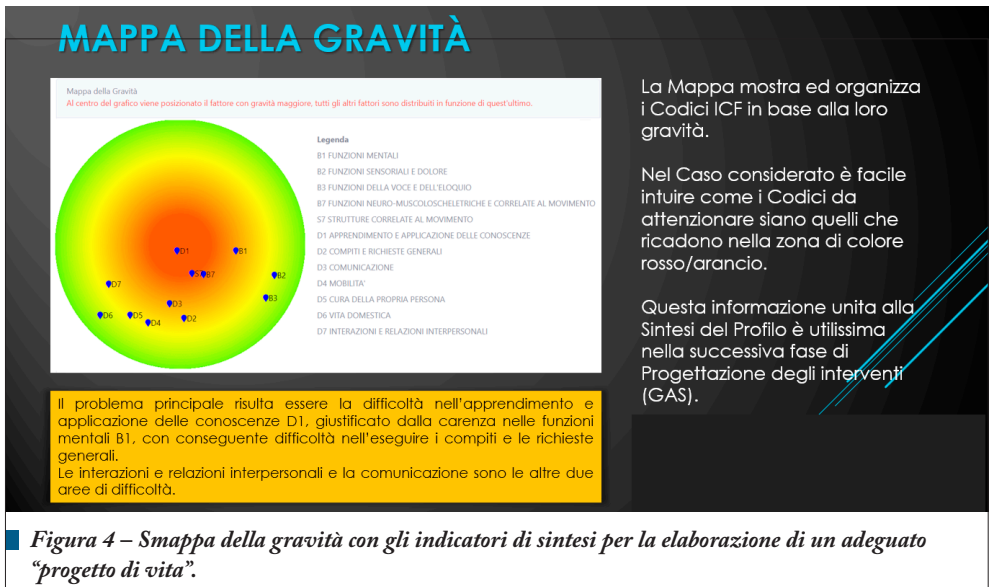 MAPPA DELLA GRAVITÀ
Mappa della Gravità
Al centro del grafico viene posizionato il fattore con gravità maggiore, tutti gli altri fattori sono distribuiti in funzione di quest'ultimo.
D1
B1
S7
B7
B2
B3
D7
D3
D6
D5
D4
D2
Legenda
B1 FUNZIONI MENTALI
B2 FUNZIONI SENSORIALI E DOLORE
B3 FUNZIONI DELLA VOCE E DELL'ELOQUIO
B7 FUNZIONI NEURO-MUSCOLOSCHELETRICHE E CORRELATE AL MOVIMENTO
S7 STRUTTURE CORRELATE AL MOVIMENTO
D1 APPRENDIMENTO E APPLICAZIONE DELLE CONOSCENZE
D2 COMPITI E RICHIESTE GENERALI
D3 COMUNICAZIONE
D4 MOBILITA'
D5 CURA DELLA PROPRIA PERSONA
D6 VITA DOMESTICA
D7 INTERAZIONI E RELAZIONI INTERPERSONALI
Il problema principale risulta essere la difficoltà nell'apprendimento e
applicazione delle conoscenze D1, giustificato dalla carenza nelle funzioni
mentali B1, con conseguente difficoltà nell'eseguire i compiti e le richieste
generali.
Le interazioni e relazioni interpersonali e la comunicazione sono le altre due
aree di difficoltà.
La Mappa mostra ed organizza
i Codici ICF in base alla loro
gravità.
Nel Caso considerato è facile
intuire come i Codici da
attenzionare siano quelli che
ricadono nella zona di colore
rosso/arancio.
Questa informazione unita alla
Sintesi del Profilo è utilissima
nella successiva fase di
Progettazione degli interventi
(GAS).
Figura 4 – Smappa della gravità con gli indicatori di sintesi per la elaborazione di un adeguato
“progetto di vita”.